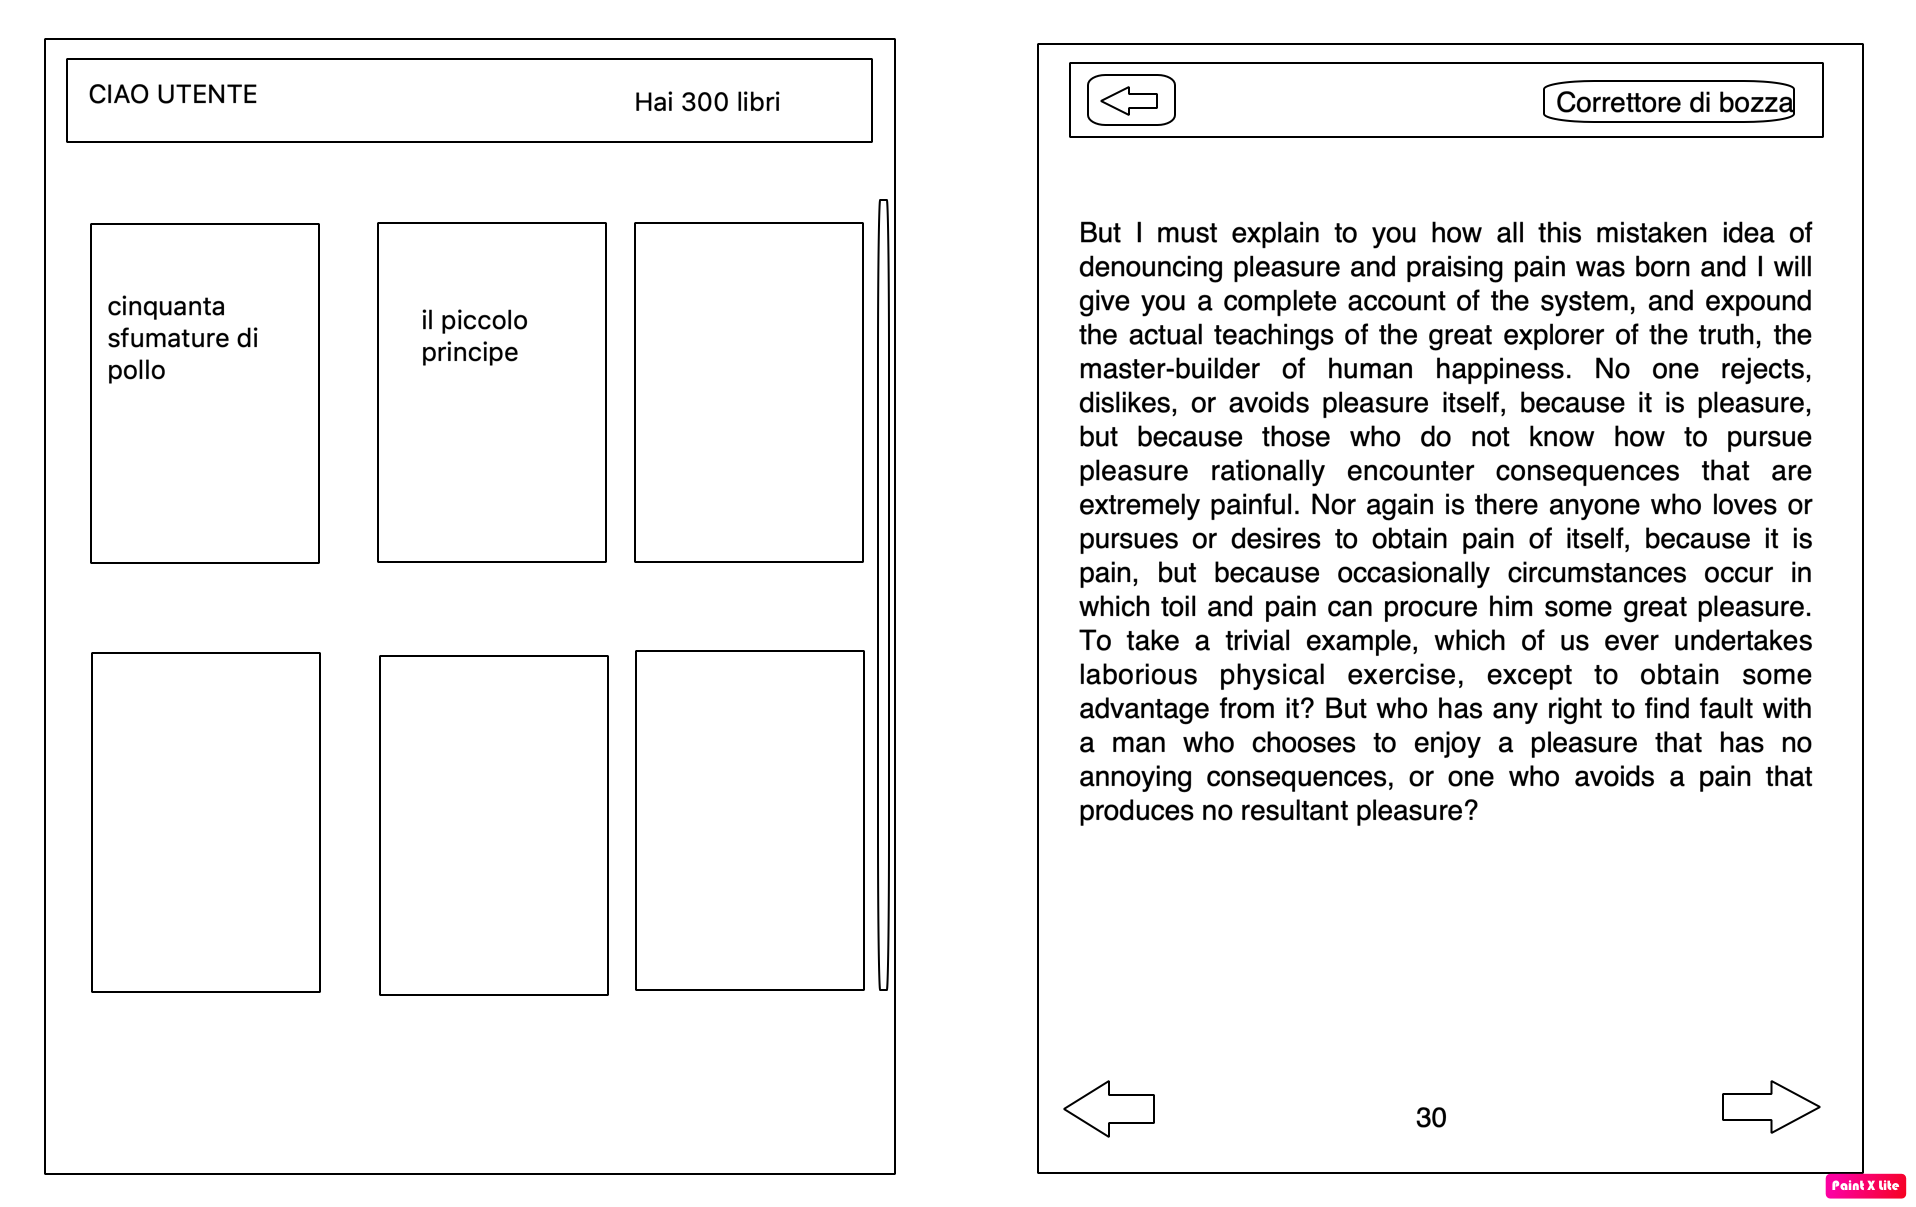 CIAO UTENTE
Hai 300 libri
cinquanta
sfumature di
pollo
il piccolo
principe
Correttore di bozza
But I must explain to you how all this mistaken idea of
denouncing pleasure and praising pain was born and I will
give you a complete account of the system, and expound
the actual teachings of the great explorer of the truth, the
master-builder of human happiness. No one rejects,
dislikes, or avoids pleasure itself, because it is pleasure,
but because those who do not know how to pursue
pleasure rationally encounter consequences that are
extremely painful. Nor again is there anyone who loves or
pursues or desires to obtain pain of itself, because it is
pain, but because occasionally circumstances occur in
which toil and pain can procure him some great pleasure.
To take a trivial example, which of us ever undertakes
laborious physical exercise, except to obtain some
advantage from it? But who has any right to find fault with
a man who chooses to enjoy a pleasure that has no
annoying consequences, or one who avoids a pain that
produces no resultant pleasure?
30
Paint X Lite